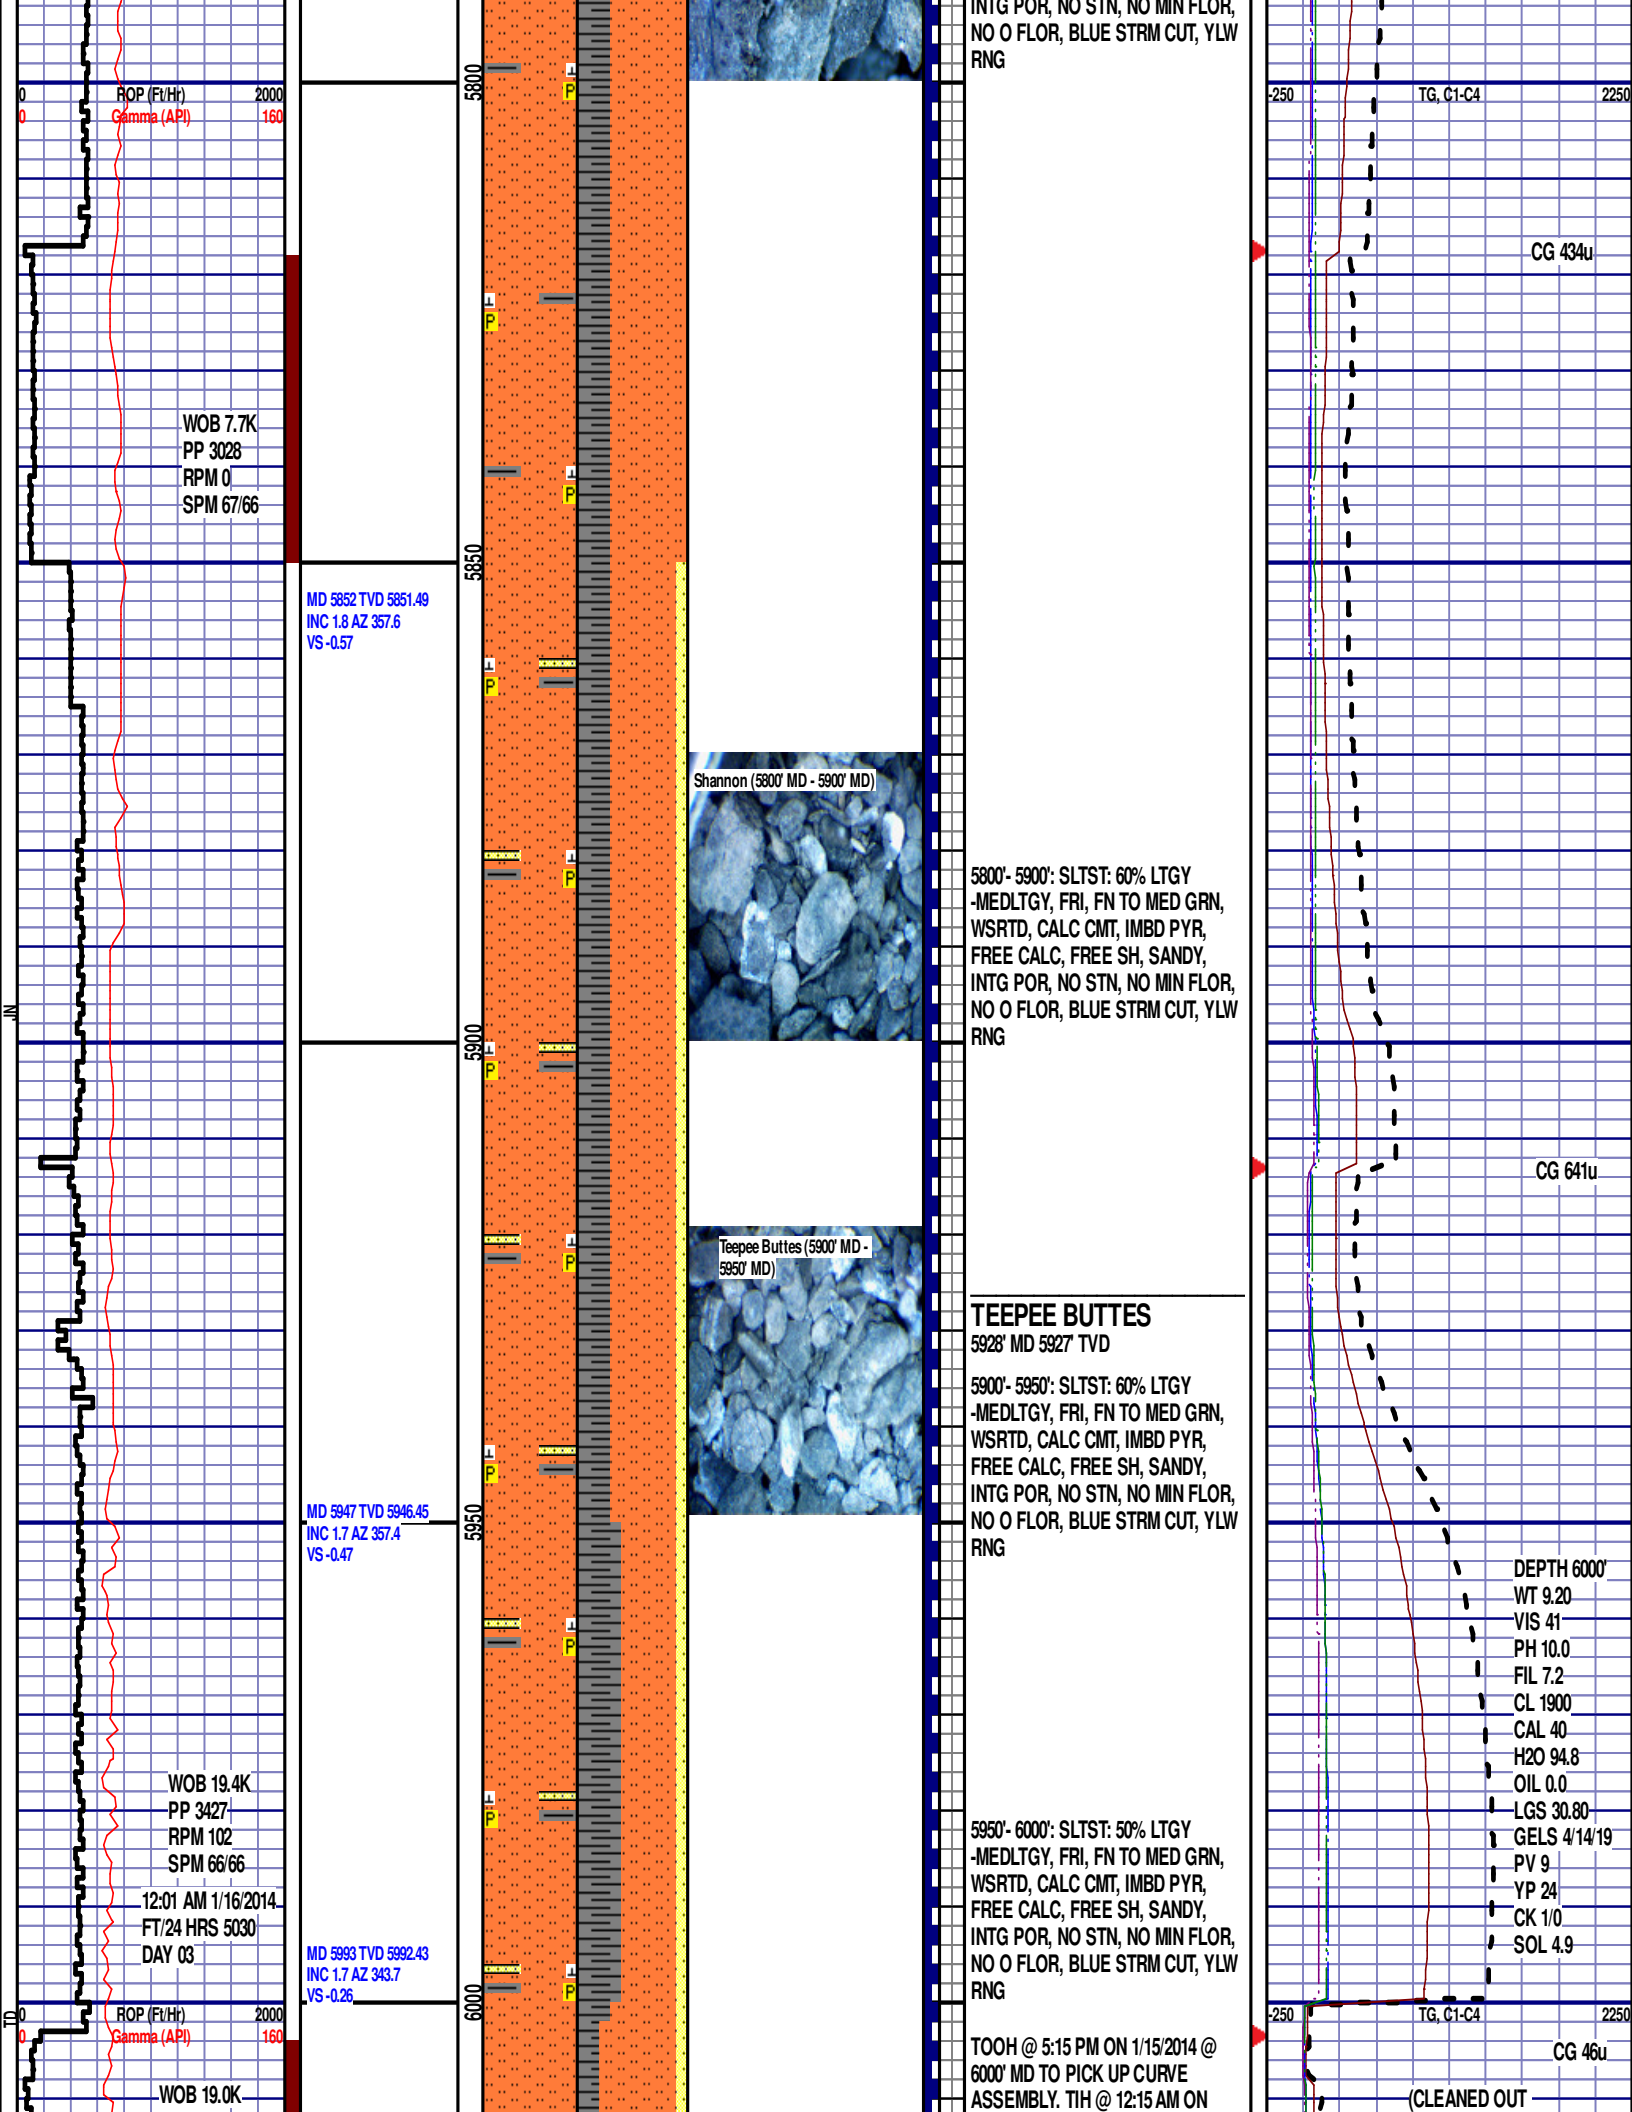 INTG POR, NO STN, NO MIN FLOR,
NO O FLOR, BLUE STRM CUT, YLW
RNG
5800
0 ROP (Ft/Hr) 2000
0 Gamma (API) 160
-250 TG, C1-C4 2250
CG 434u
WOB 7.7K
PP 3028
RPM 0
SPM 67/66
5850
MD 5852 TVD 5851.49
INC 1.8 AZ 357.6
VS -0.57
Shannon (5800' MD - 5900' MD)
5800'- 5900': SLTST: 60% LTGY
-MEDLTGY, FRI, FN TO MED GRN,
WSRTD, CALC CMT, IMBD PYR,
FREE CALC, FREE SH, SANDY,
INTG POR, NO STN, NO MIN FLOR,
NO O FLOR, BLUE STRM CUT, YLW
RNG
JN
5900
CG 641u
Teepee Buttes (5900' MD -
5950' MD)
TEEPEE BUTTES
5928' MD 5927' TVD
5900'- 5950': SLTST: 60% LTGY
-MEDLTGY, FRI, FN TO MED GRN,
WSRTD, CALC CMT, IMBD PYR,
FREE CALC, FREE SH, SANDY,
INTG POR, NO STN, NO MIN FLOR,
NO O FLOR, BLUE STRM CUT, YLW
RNG
5950
MD 5947 TVD 5946.45
INC 1.7 AZ 357.4
VS -0.47
DEPTH 6000'
WT 9.20
VIS 41
PH 10.0
FIL 7.2
CL 1900
CAL 40
H2O 94.8
OIL 0.0
LGS 30.80
GELS 4/14/19
PV 9
YP 24
CK 1/0
SOL 4.9
WOB 19.4K
PP 3427
RPM 102
SPM 66/66
12:01 AM 1/16/2014
FT/24 HRS 5030
DAY 03
5950'- 6000': SLTST: 50% LTGY
-MEDLTGY, FRI, FN TO MED GRN,
WSRTD, CALC CMT, IMBD PYR,
FREE CALC, FREE SH, SANDY,
INTG POR, NO STN, NO MIN FLOR,
NO O FLOR, BLUE STRM CUT, YLW
RNG
MD 5993 TVD 5992.43
INC 1.7 AZ 343.7
VS -0.26
TD
6000
0 ROP (Ft/Hr) 2000
0 Gamma (API) 160
-250 TG, C1-C4 2250
CG 46u
TOOH @ 5:15 PM ON 1/15/2014 @
6000' MD TO PICK UP CURVE
ASSEMBLY. TIH @ 12:15 AM ON
WOB 19.0K
(CLEANED OUT
P
P
P
P
P
P
P
P
P
P
P